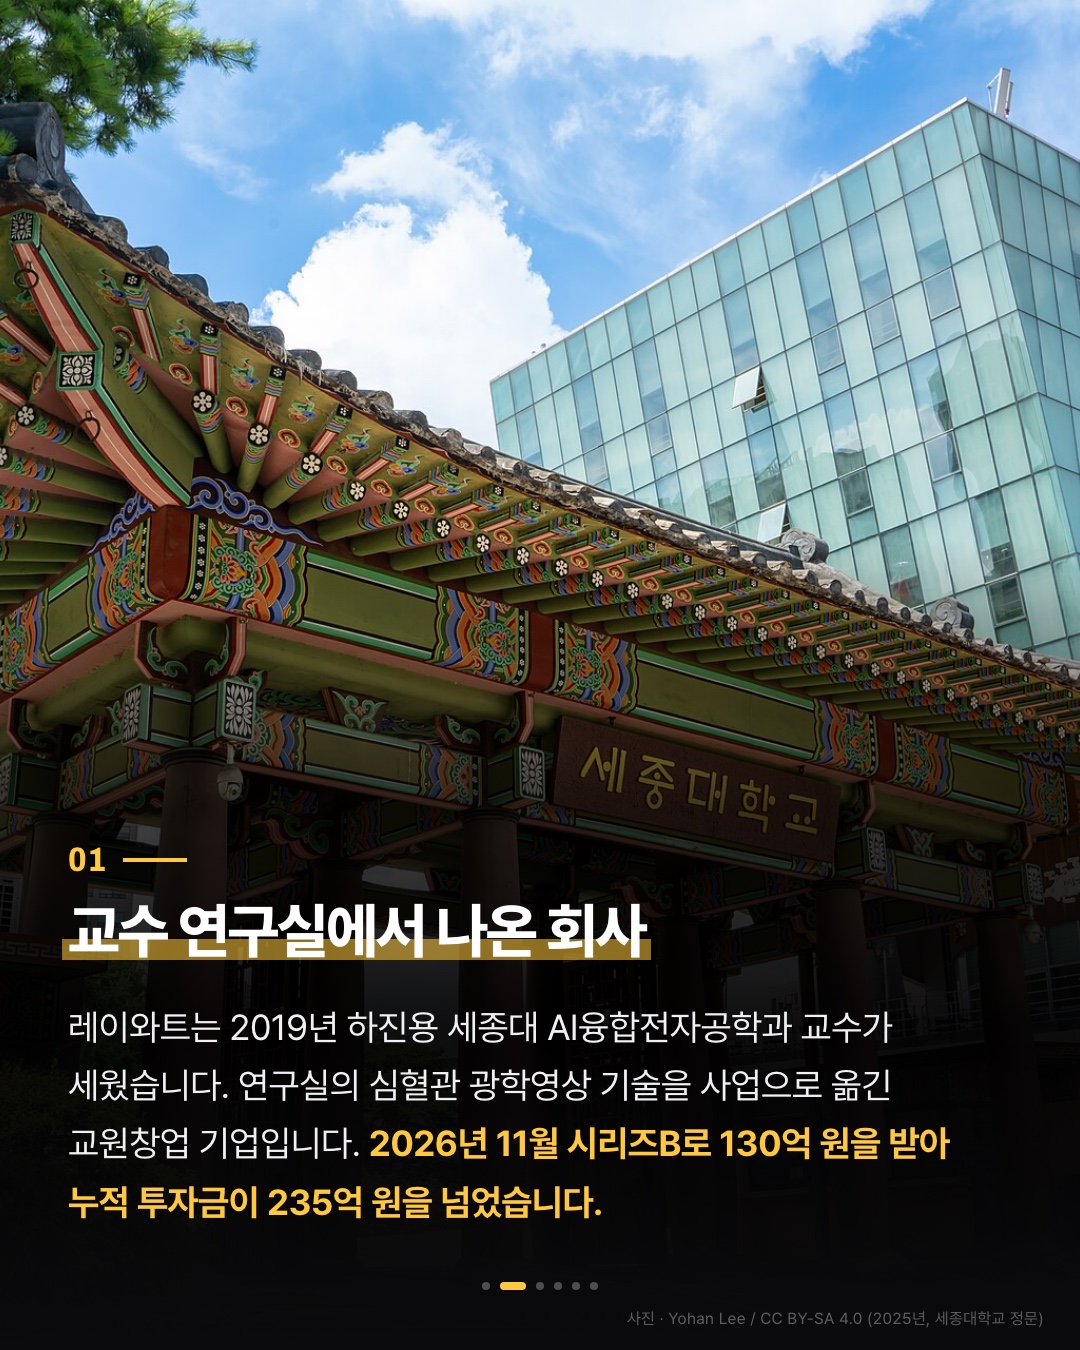 세종대학교
01
교수 연구실에서 나온 회사
레이와트는 2019년 하진용 세종대 AI융합전자공학과 교수가
세웠습니다. 연구실의 심혈관 광학영상 기술을 사업으로 옮긴
교원창업 기업입니다. 2026년 11월 시리즈B로 130억 원을 받아
누적 투자금이 235억 원을 넘었습니다.
사진 · Yohan Lee / CC BY-SA 4.0 (2025년, 세종대학교 정문)